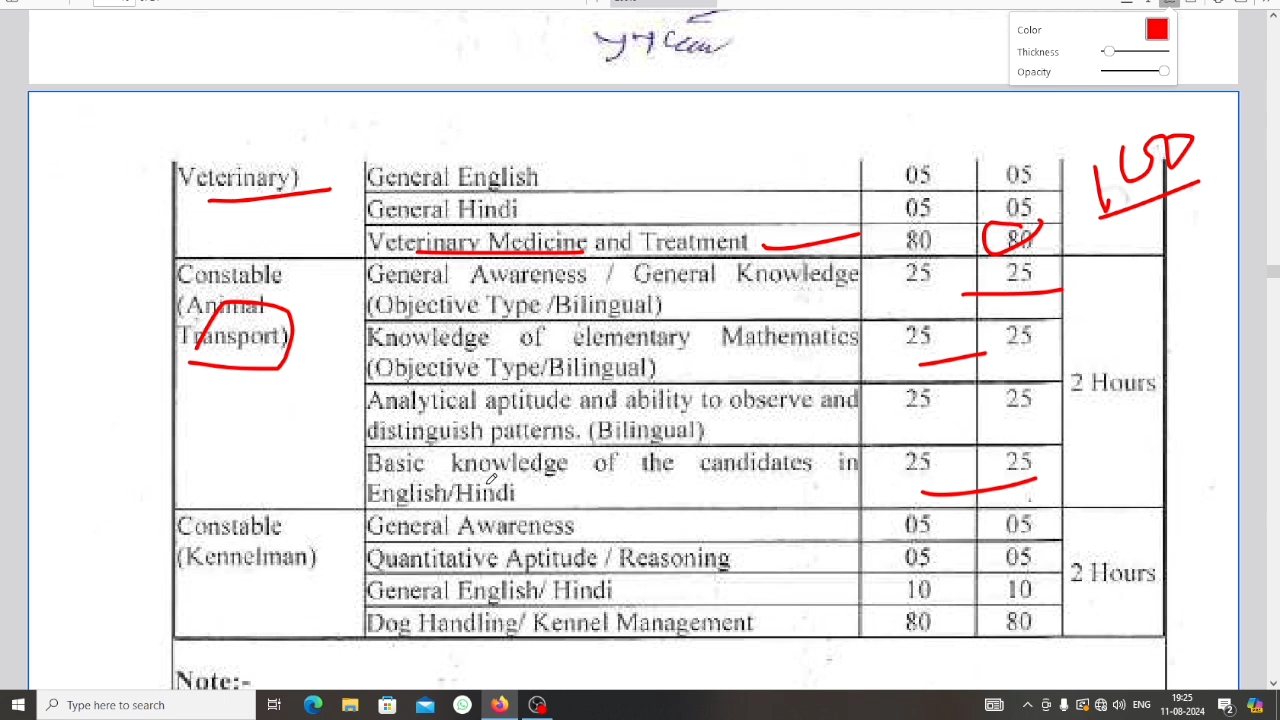 Color
Thickness
Opacity
Veterinary) General English 05 05
General Hindi 05 05
Veterinary Medicine and Treatment 80 80
Constable General Awareness / General Knowledge 25 25
(Animal (Objective Type /Bilingual)
Transport) Knowledge of elementary Mathematics 25 25
(Objective Type/Bilingual)
2 Hours
Analytical aptitude and ability to observe and 25 25
distinguish patterns. (Bilingual)
Basic knowledge of the candidates in 25 25
English/Hindi
Constable General Awareness 05 05
(Kennelman) Quantitative Aptitude / Reasoning 05 05
2 Hours
General English/ Hindi 10 10
Dog Handling/ Kennel Management 80 80
Note:-
Type here to search
ENG
19:25
11-08-2024
2